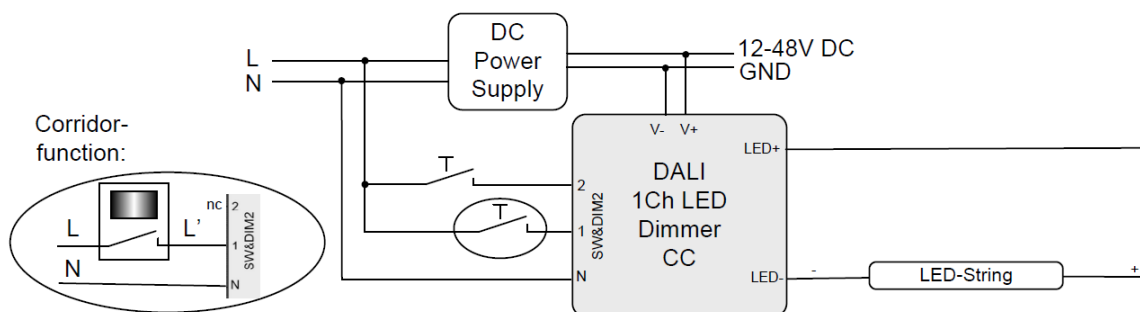 DC
Power
Supply
L
N
12-48V DC
GND
Corridor-
function:
nc
2
1
N
SW&DIM2
L
L’
N
V-
V+
LED+
DALI
1Ch LED
Dimmer
CC
2
1
N
SW&DIM2
LED-
-
LED-String
+